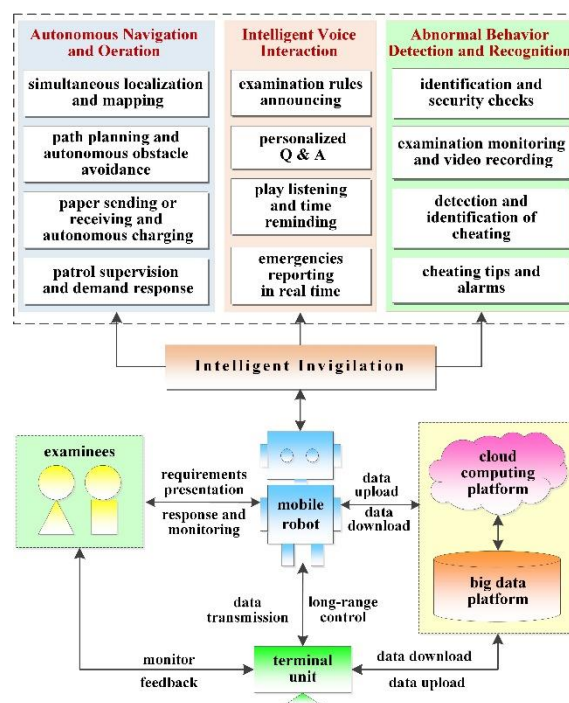 Autonomous Navigation
and Oeration
simultaneous localization
and mapping
path planning and
autonomous obstacle
avoidance
paper sending or
receiving and
autonomous charging
patrol supervision
and demand response
Intelligent Voice
Interaction
examination rules
announcing
personalized
Q & A
play listening
and time
reminding
emergencies
reporting
in real time
Abnormal Behavior
Detection and Recognition
identification and
security checks
examination monitoring
and video recording
detection and
identification of
cheating
cheating tips and
alarms
Intelligent Invigilation
examinees
requirements
presentation
response and
monitoring
mobile
robot
data
upload
data
download
cloud
computing
platform
big data
platform
data
transmission
long-range
control
monitor
feedback
terminal
unit
data download
data upload